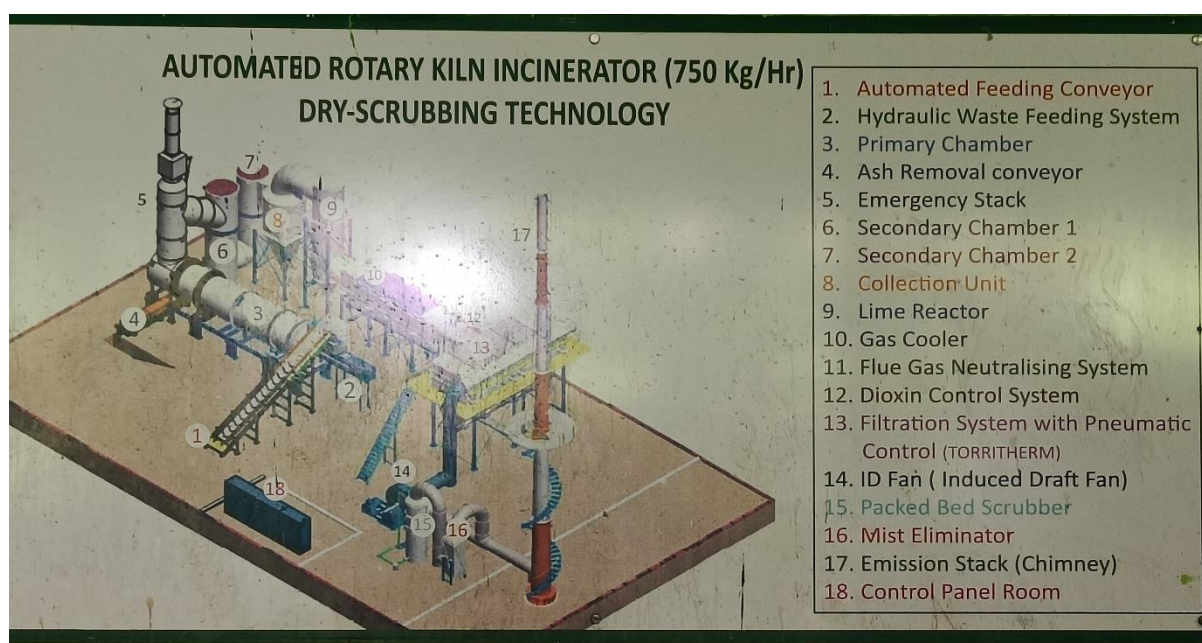 AUTOMATED ROTARY KILN INCINERATOR (750 Kg/Hr)
DRY-SCRUBBING TECHNOLOGY
1. Automated Feeding Conveyor
2. Hydraulic Waste Feeding System
3. Primary Chamber
4. Ash Removal conveyor
5. Emergency Stack
6. Secondary Chamber 1
7. Secondary Chamber 2
8. Collection Unit
9. Lime Reactor
10. Gas Cooler
11. Flue Gas Neutralising System
12. Dioxin Control System
13. Filtration System with Pneumatic
Control (TORRITHERM)
14. ID Fan ( Induced Draft Fan)
15. Packed Bed Scrubber
16. Mist Eliminator
17. Emission Stack (Chimney)
18. Control Panel Room
7
5
9
8
17
6
10
4
3
12
13
2
1
14
18
15
16